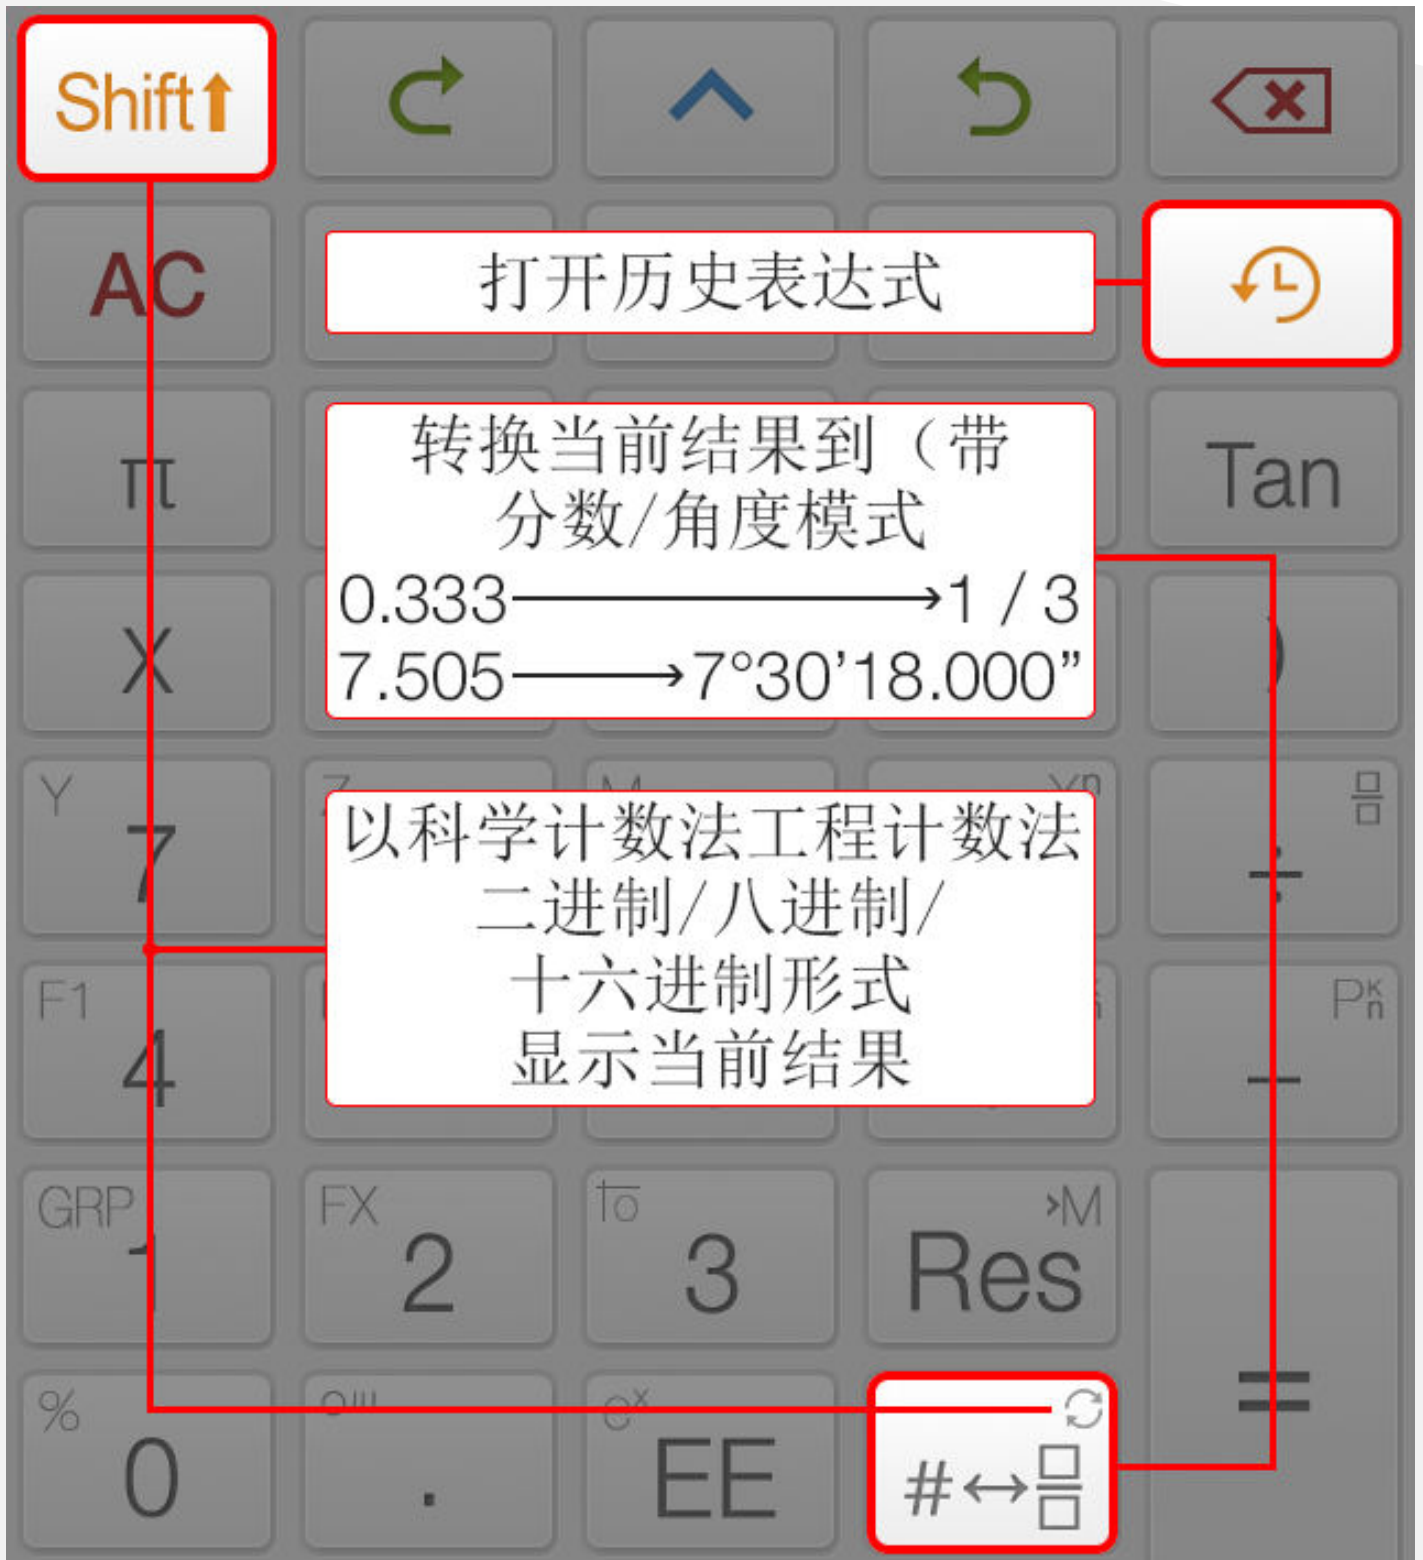 Shift
AC
打开历史表达式
π
转换当前结果到（带
分数/角度模式
Tan
0.333→1 / 3
7.505→7°30’18.000”
X
)
Y
7
以科学计数法工程计数法
二进制/八进制/
十六进制形式
显示当前结果
÷
F1
4
Pkn
−
GRP
1
FX
2
3
>M
Res
=
%
0
.
ex
EE
#↔